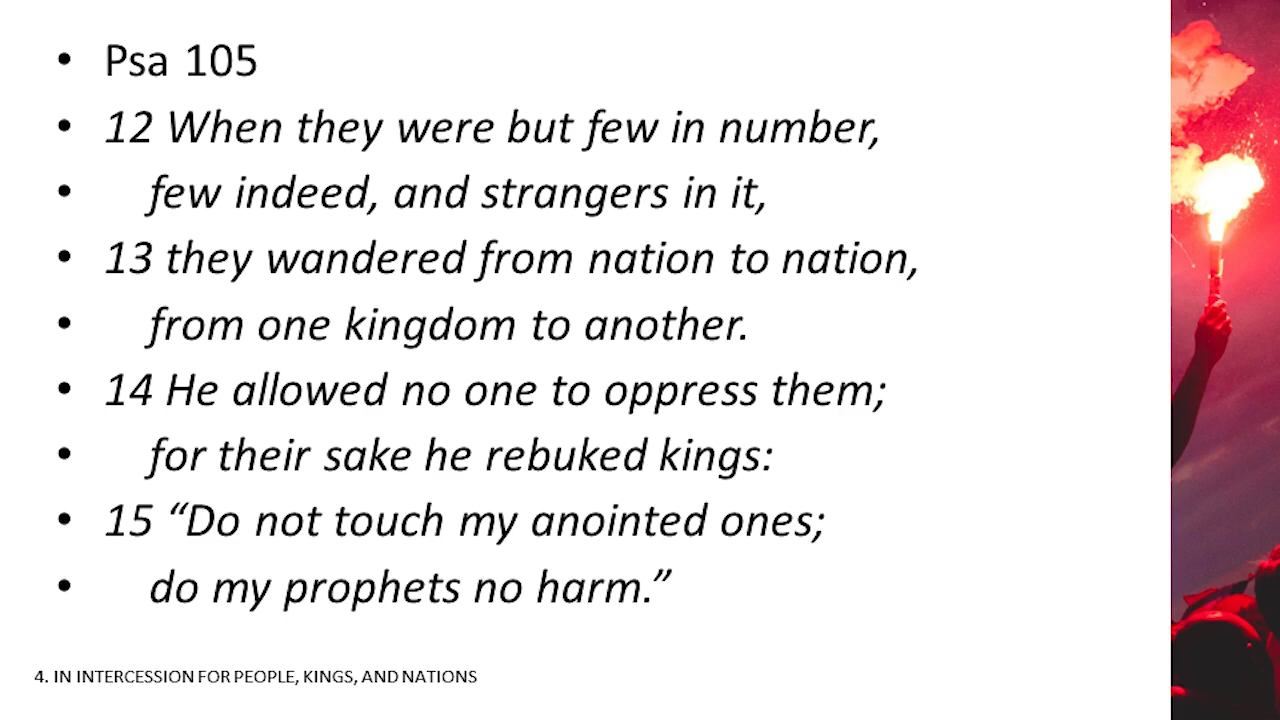 • Psa 105
• 12 When they were but few in number,
• few indeed, and strangers in it,
• 13 they wandered from nation to nation,
• from one kingdom to another.
• 14 He allowed no one to oppress them;
• for their sake he rebuked kings:
• 15 “Do not touch my anointed ones;
• do my prophets no harm.”
4. IN INTERCESSION FOR PEOPLE, KINGS, AND NATIONS